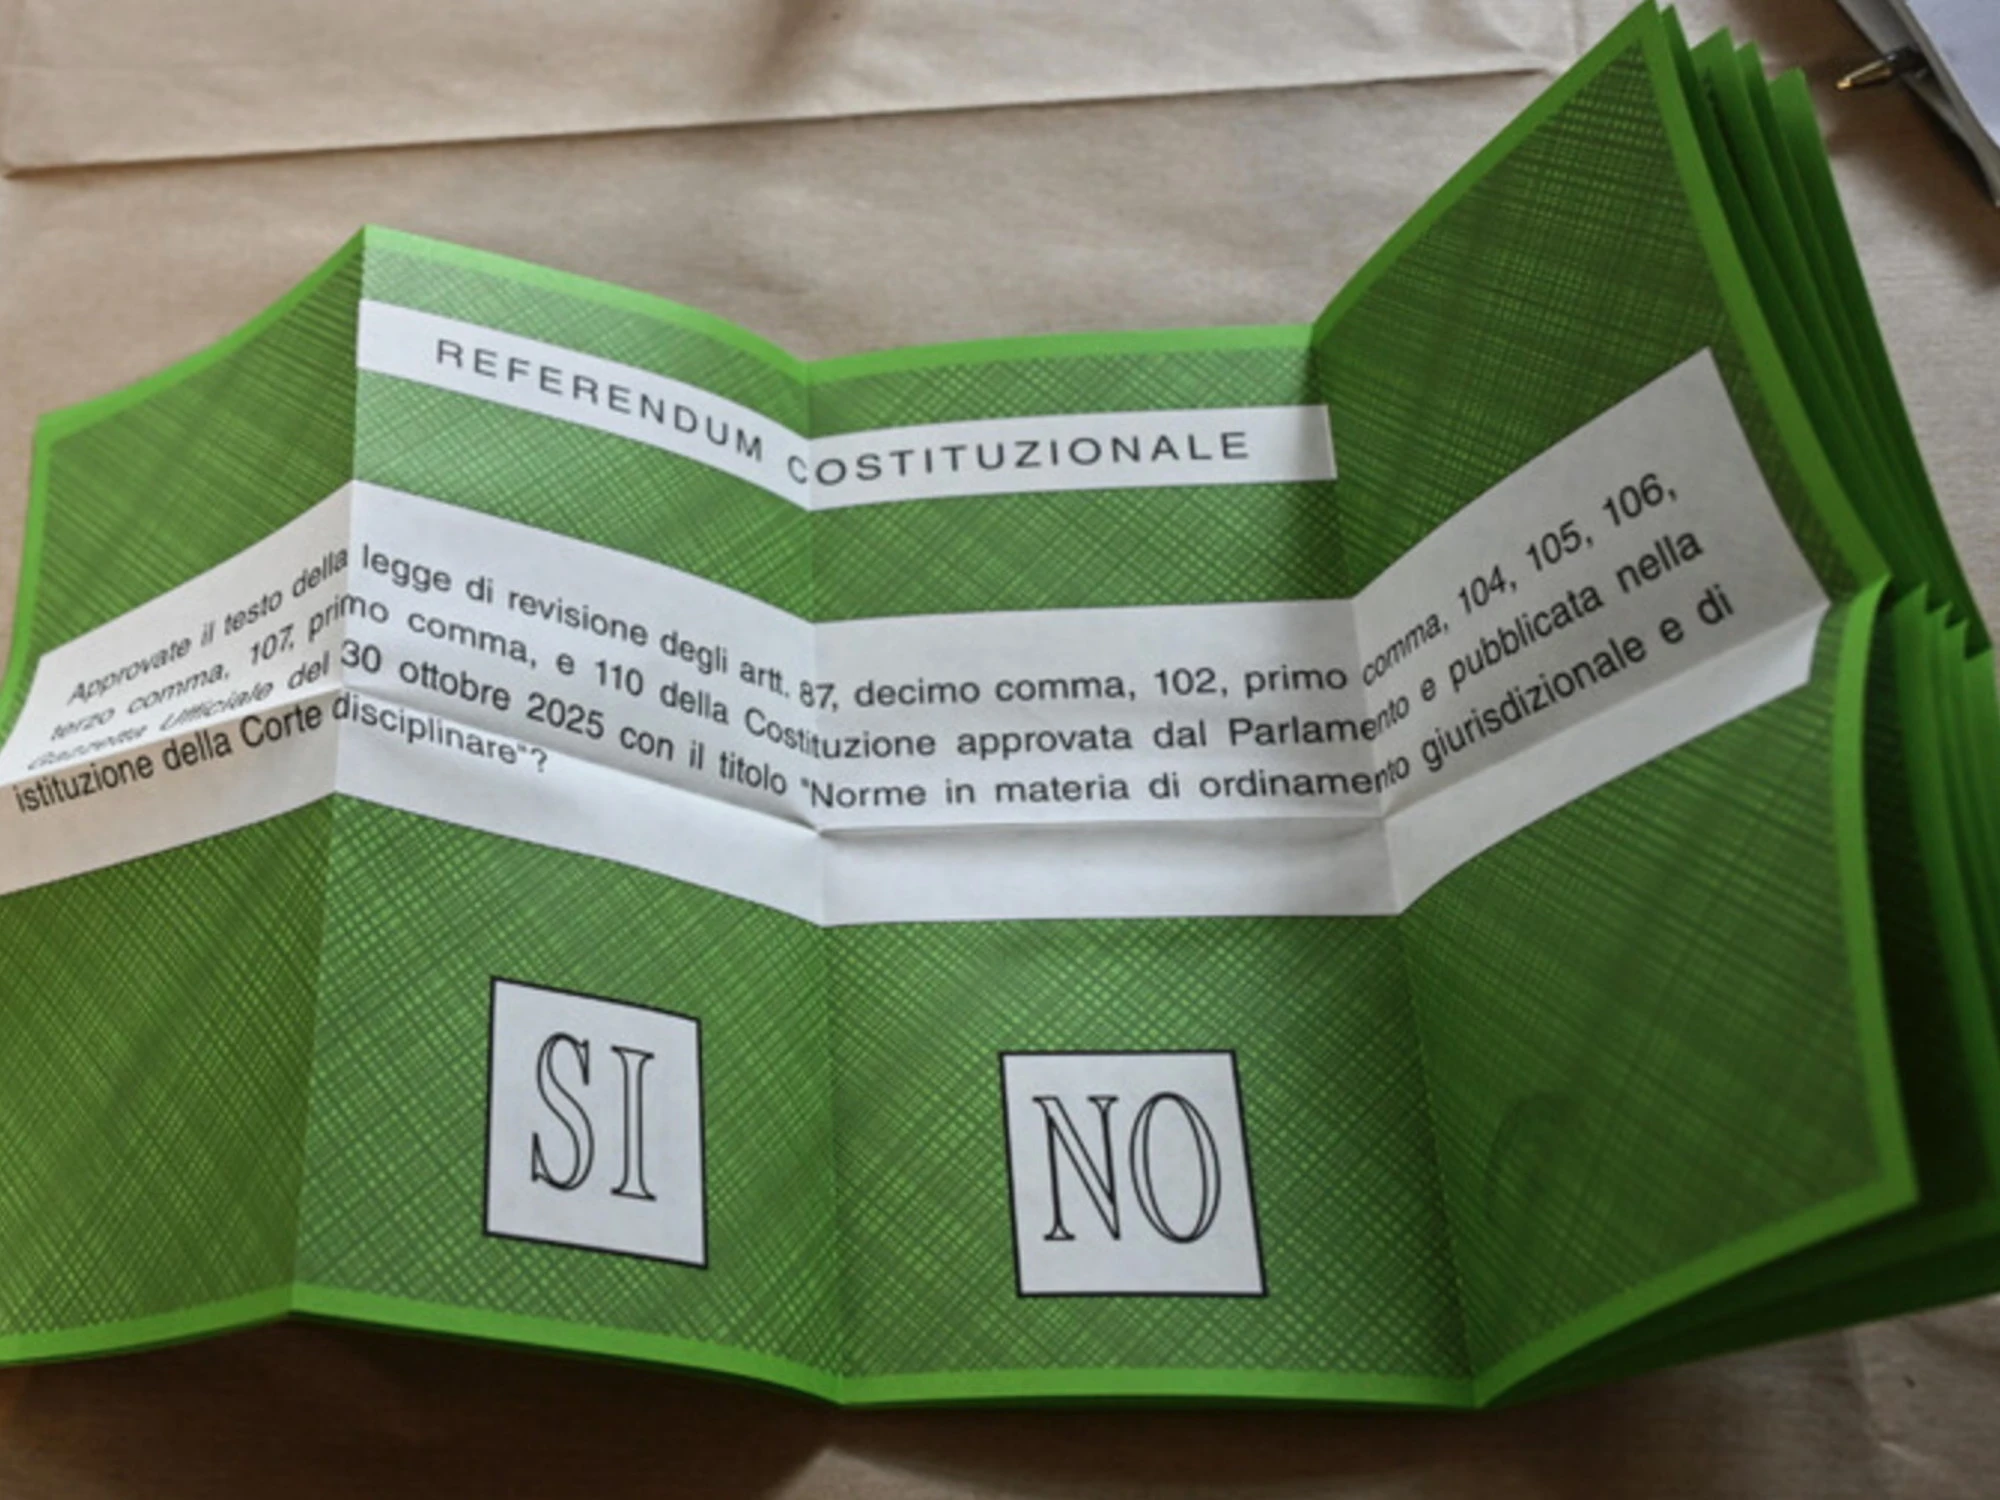 REFERENDUM COSTITUZIONALE
Approvate il testo della legge di revisione degli artt. 87, decimo comma, 102, primo comma, 104, 105, 106,
terzo comma, 107, primo comma, e 110 della Costituzione approvata dal Parlamento e pubblicata nella
Gazzetta Ufficiale del 30 ottobre 2025 con il titolo "Norme in materia di ordinamento giurisdizionale e di
istituzione della Corte disciplinare"?
SI
NO